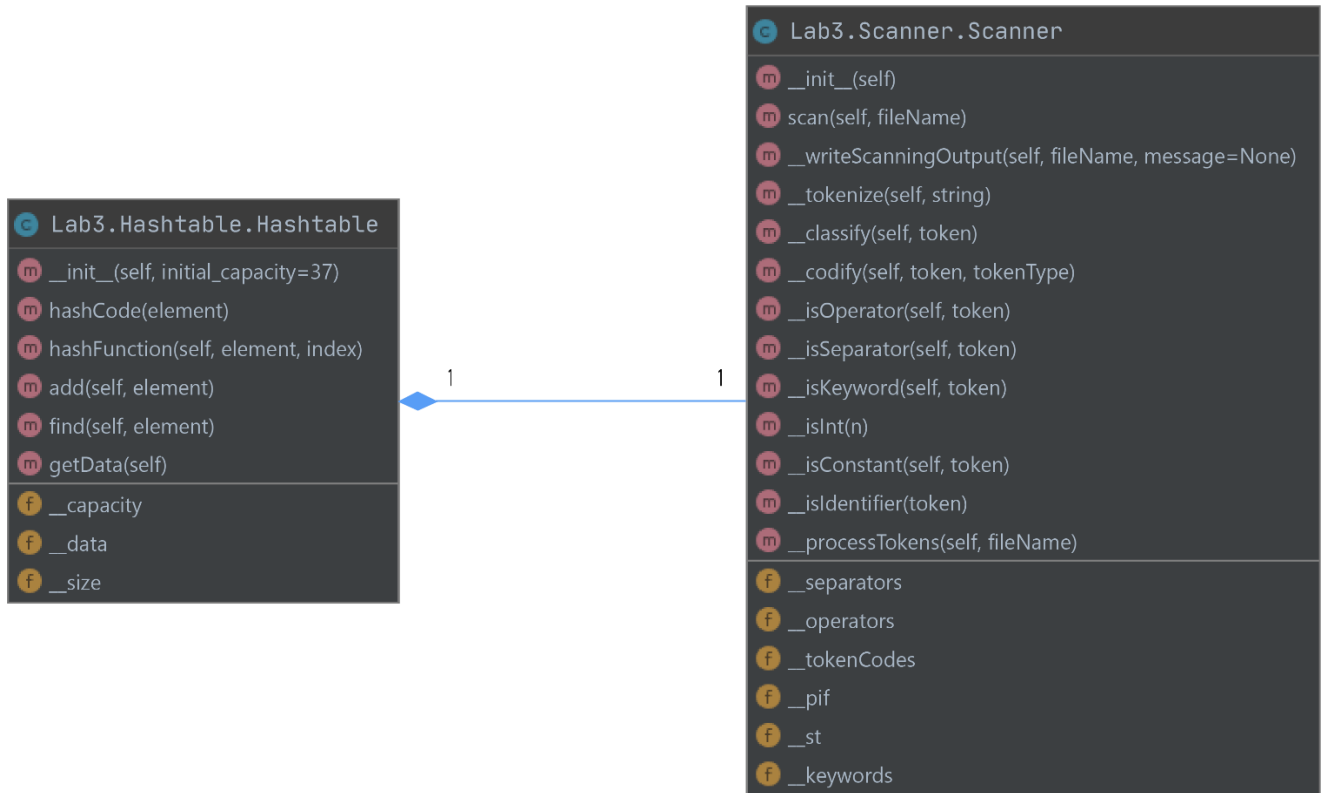 Lab3.Hashtable.Hashtable
m __init__(self, initial_capacity=37)
m hashCode(element)
m hashFunction(self, element, index)
m add(self, element)
m find(self, element)
m getData(self)
f __capacity
f __data
f __size
1
1
C Lab3.Scanner.Scanner
m __init__(self)
m scan(self, fileName)
m __writeScanningOutput(self, fileName, message=None)
m __tokenize(self, string)
m __classify(self, token)
m __codify(self, token, tokenType)
m __isOperator(self, token)
m __isSeparator(self, token)
m __isKeyword(self, token)
m __isInt(n)
m __isConstant(self, token)
m __isIdentifier(token)
m __processTokens(self, fileName)
f __separators
f __operators
f __tokenCodes
f __pif
f __st
f __keywords